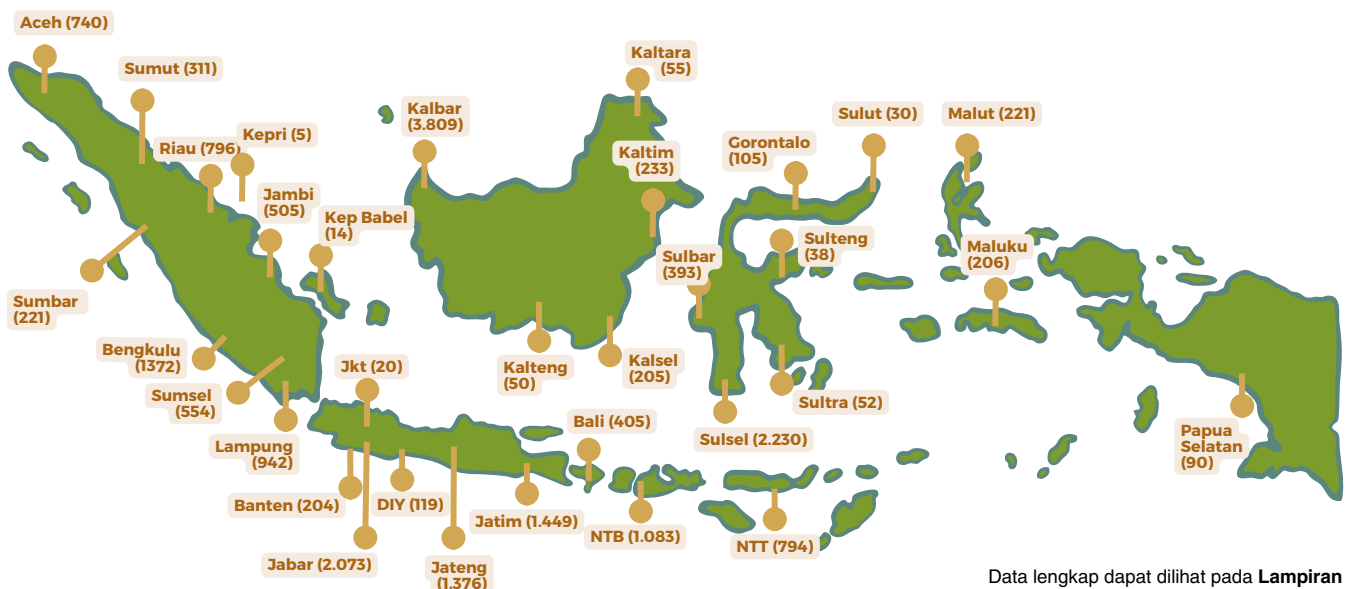 Aceh (740)
Sumut (311)
Kepri (5)
Riau (796)
Jambi
(505)
Kep Babel
(14)
Sumbar
(221)
Bengkulu
(1372)
Sumsel
(554)
Lampung
(942)
Kalbar
(3.809)
Kaltara
(55)
Kaltim
(233)
Kalteng
(50)
Kalsel
(205)
Gorontalo
(105)
Sulut (30)
Sulbar
(393)
Sulteng
(38)
Sultra (52)
Sulsel (2.230)
Malut (221)
Maluku
(206)
Papua
Selatan
(90)
Jkt (20)
Banten (204)
Jabar (2.073)
DIY (119)
Jateng
(1.376)
Jatim (1.449)
Bali (405)
NTB (1.083)
NTT (794)
Data lengkap dapat dilihat pada Lampiran